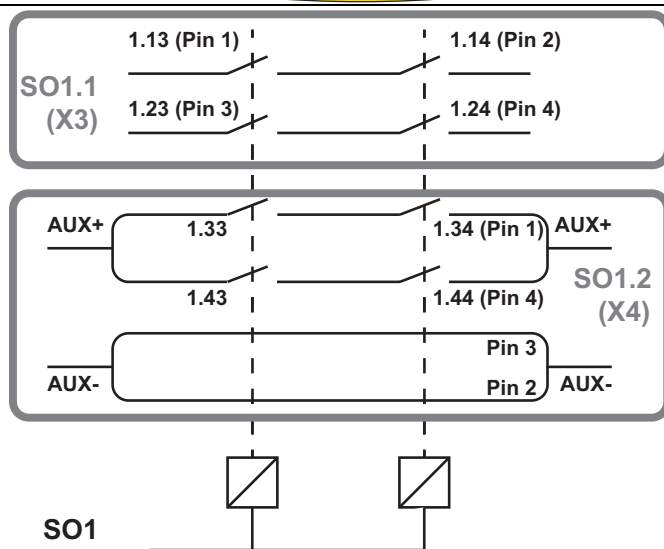 1.13 (Pin 1) 1.14 (Pin 2)
SO1.1
(X3)
1.23 (Pin 3) 1.24 (Pin 4)
AUX+ 1.33 1.34 (Pin 1) AUX+
1.43 1.44 (Pin 4)
SO1.2
(X4)
Pin 3
AUX- Pin 2 AUX-
SO1